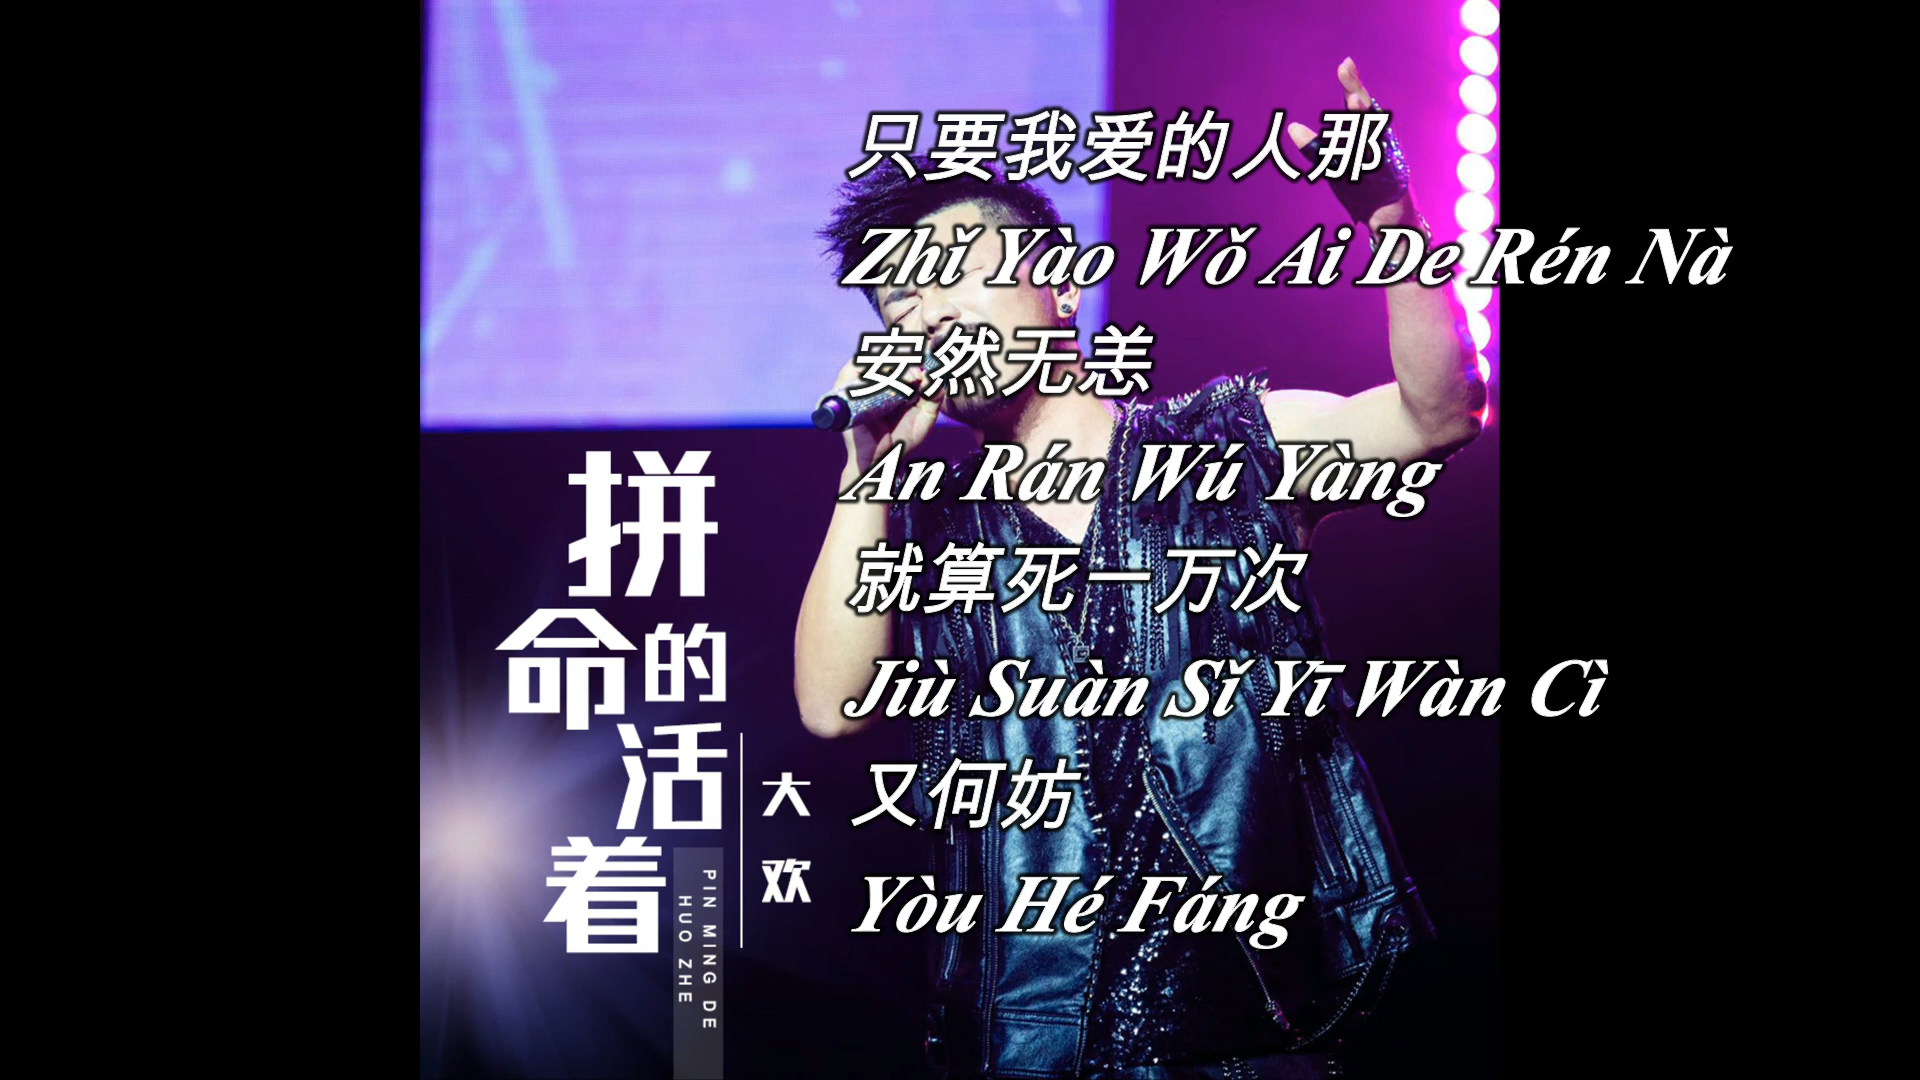 只要我爱的人那
Zhǐ Yào Wǒ Ai De Rén Nà
安然无恙
An Rán Wú Yàng
就算死一万次
Jiù Suàn Sǐ Yī Wàn Cì
又何妨
Yòu Hé Fáng
拼命的活着
PIN MING DE
HUO ZHE
大欢